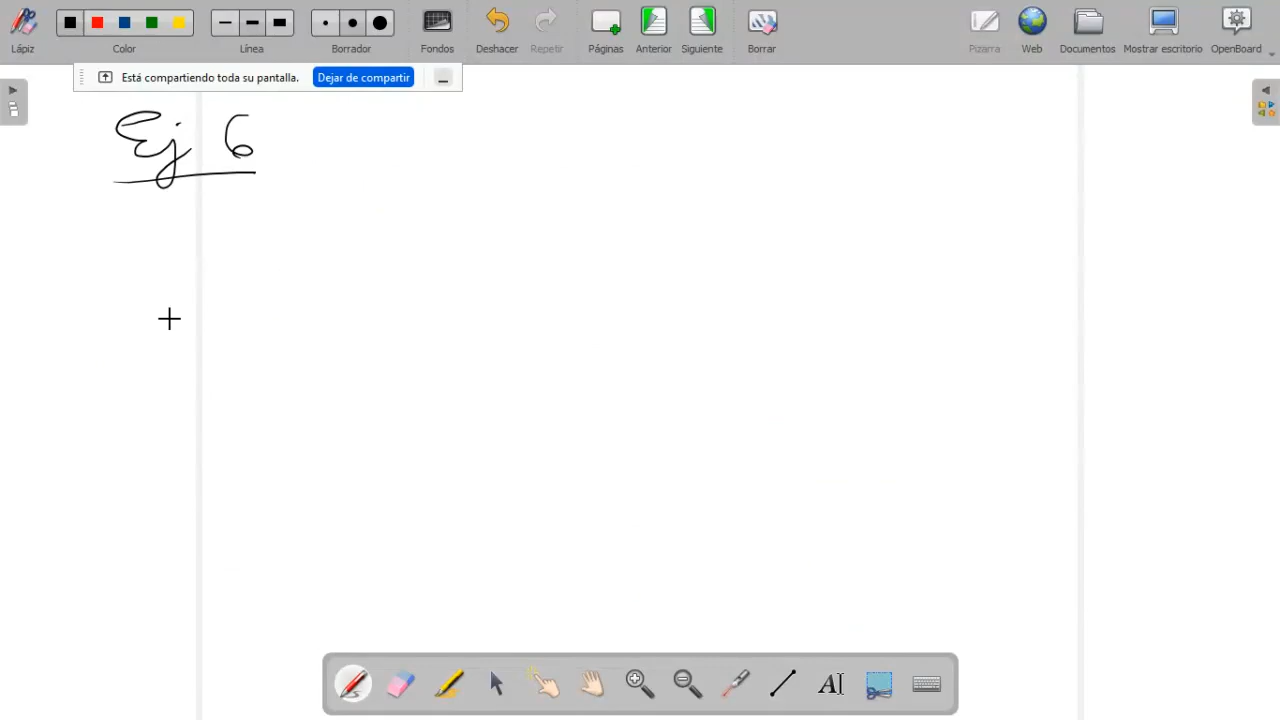 Lápiz Color Línea Borrador Fondos Deshacer Repetir Páginas Anterior Siguiente Borrar Pizarra Web Documentos Mostrar escritorio OpenBoard
Está compartiendo toda su pantalla. Dejar de compartir
Ej 6
AI